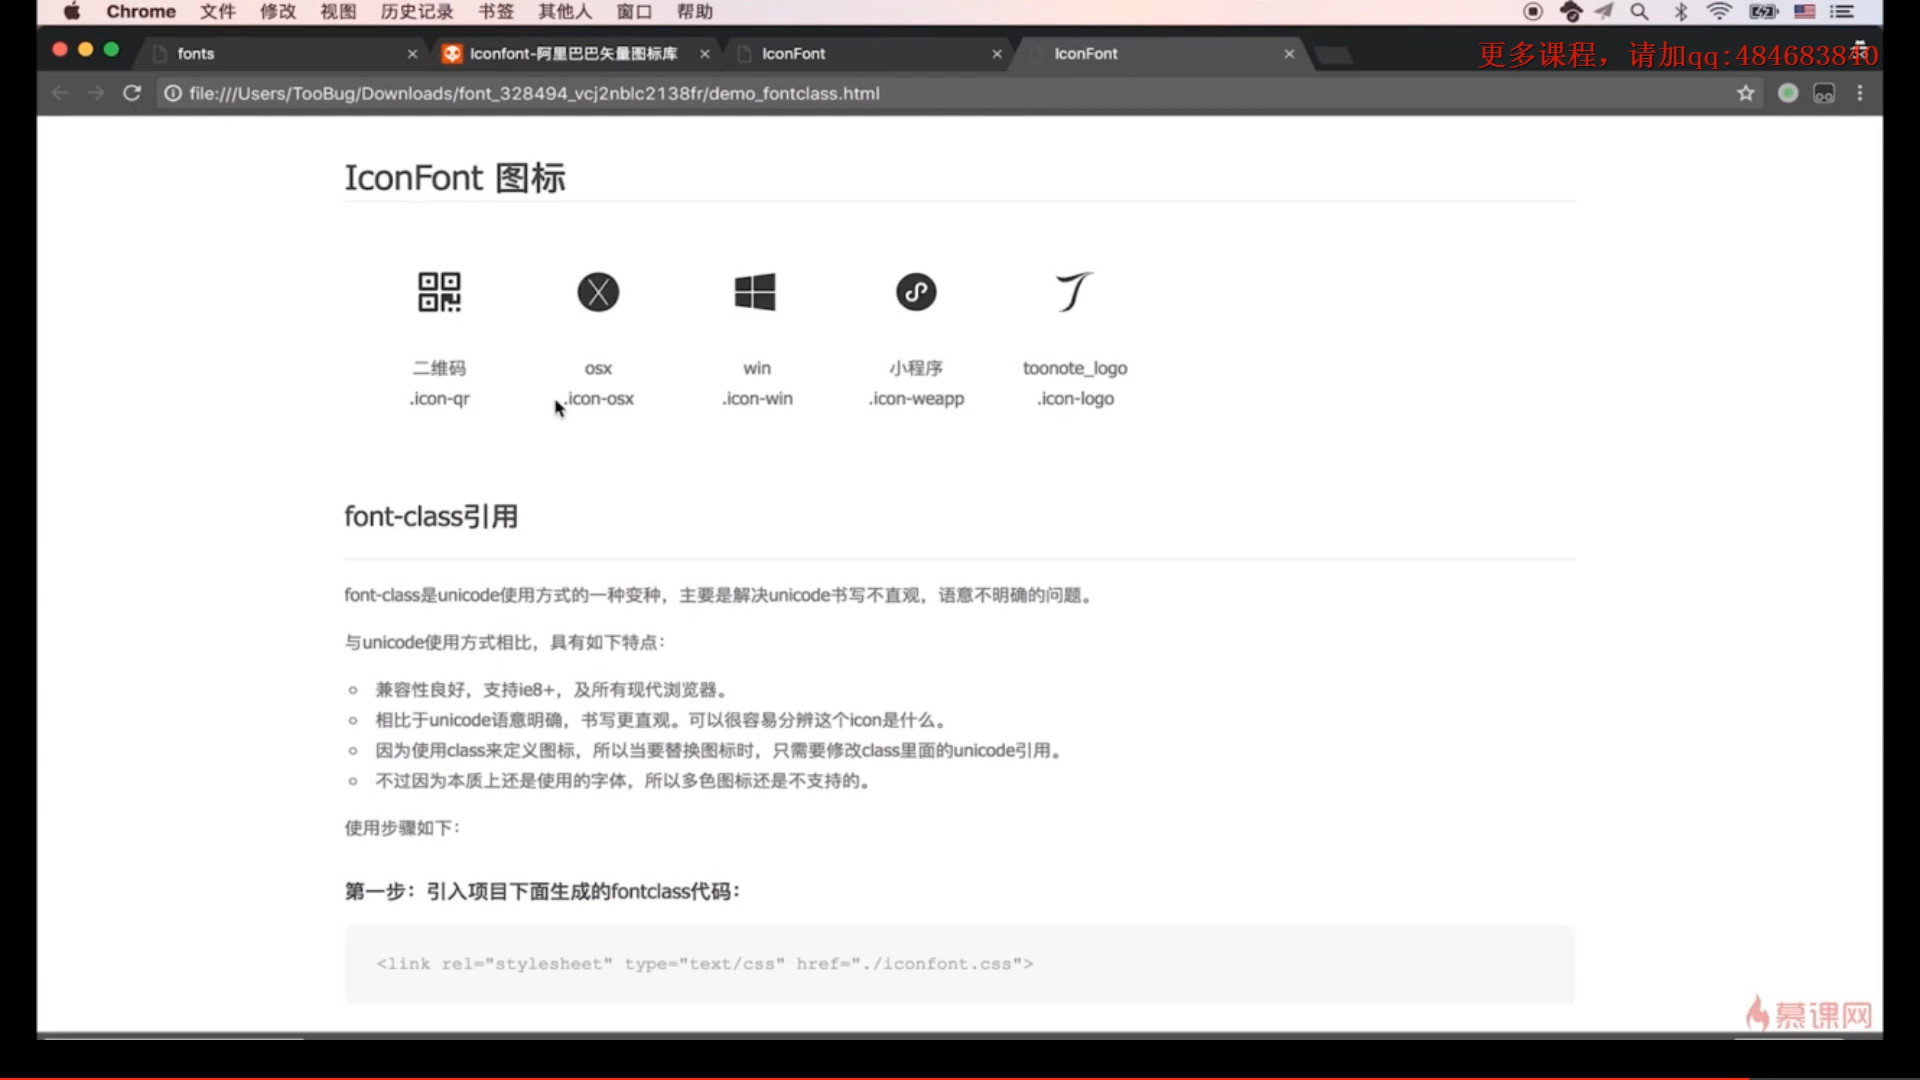 Chrome 文件 修改 视图 历史记录 书签 其他人 窗口 帮助
fonts
Iconfont-阿里巴巴矢量图标库
IconFont
IconFont
更多课程，请加qq:484683840
file:///Users/TooBug/Downloads/font_328494_vcj2nblc2138fr/demo_fontclass.html
IconFont 图标
二维码 osx win 小程序 toonote_logo
.icon-qr .icon-osx .icon-win .icon-weapp .icon-logo
font-class引用
font-class是unicode使用方式的一种变种，主要是解决unicode书写不直观，语意不明确的问题。
与unicode使用方式相比，具有如下特点：
兼容性良好，支持ie8+，及所有现代浏览器。
相比于unicode语意明确，书写更直观。可以很容易分辨这个icon是什么。
因为使用class来定义图标，所以当要替换图标时，只需要修改class里面的unicode引用。
不过因为本质上还是使用的字体，所以多色图标还是不支持的。
使用步骤如下：
第一步：引入项目下面生成的fontclass代码：
<link rel="stylesheet" type="text/css" href="./iconfont.css">
慕课网